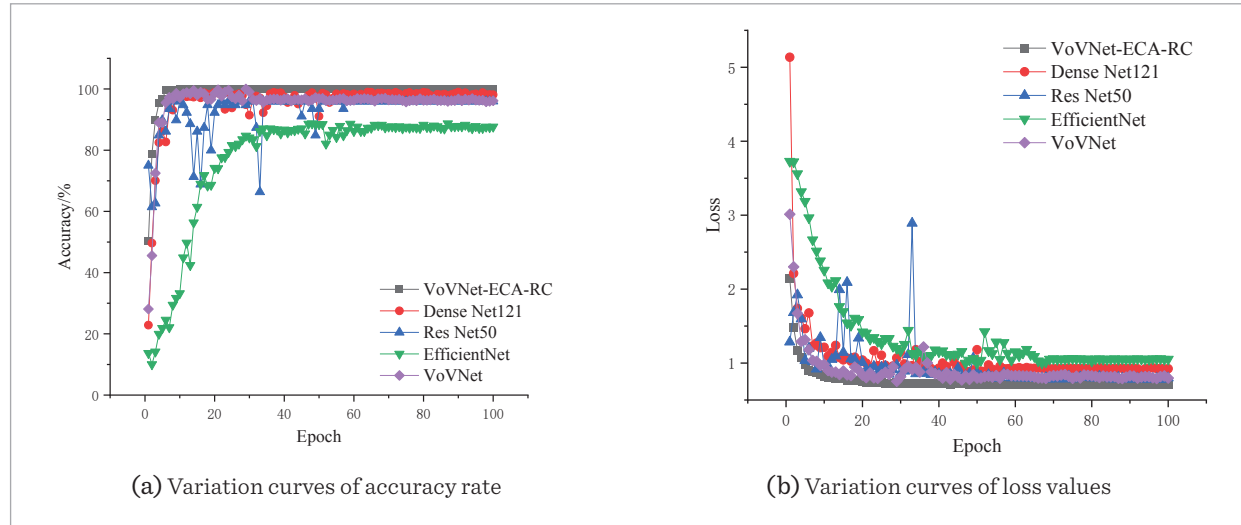 100
80
60
40
20
0
Accuracy/%
VoVNet-ECA-RC
Dense Net121
Res Net50
EfficientNet
VoVNet
0 20 40 60 80 100
Epoch
(a) Variation curves of accuracy rate
5
4
3
2
1
Loss
VoVNet-ECA-RC
Dense Net121
Res Net50
EfficientNet
VoVNet
0 20 40 60 80 100
Epoch
(b) Variation curves of loss values